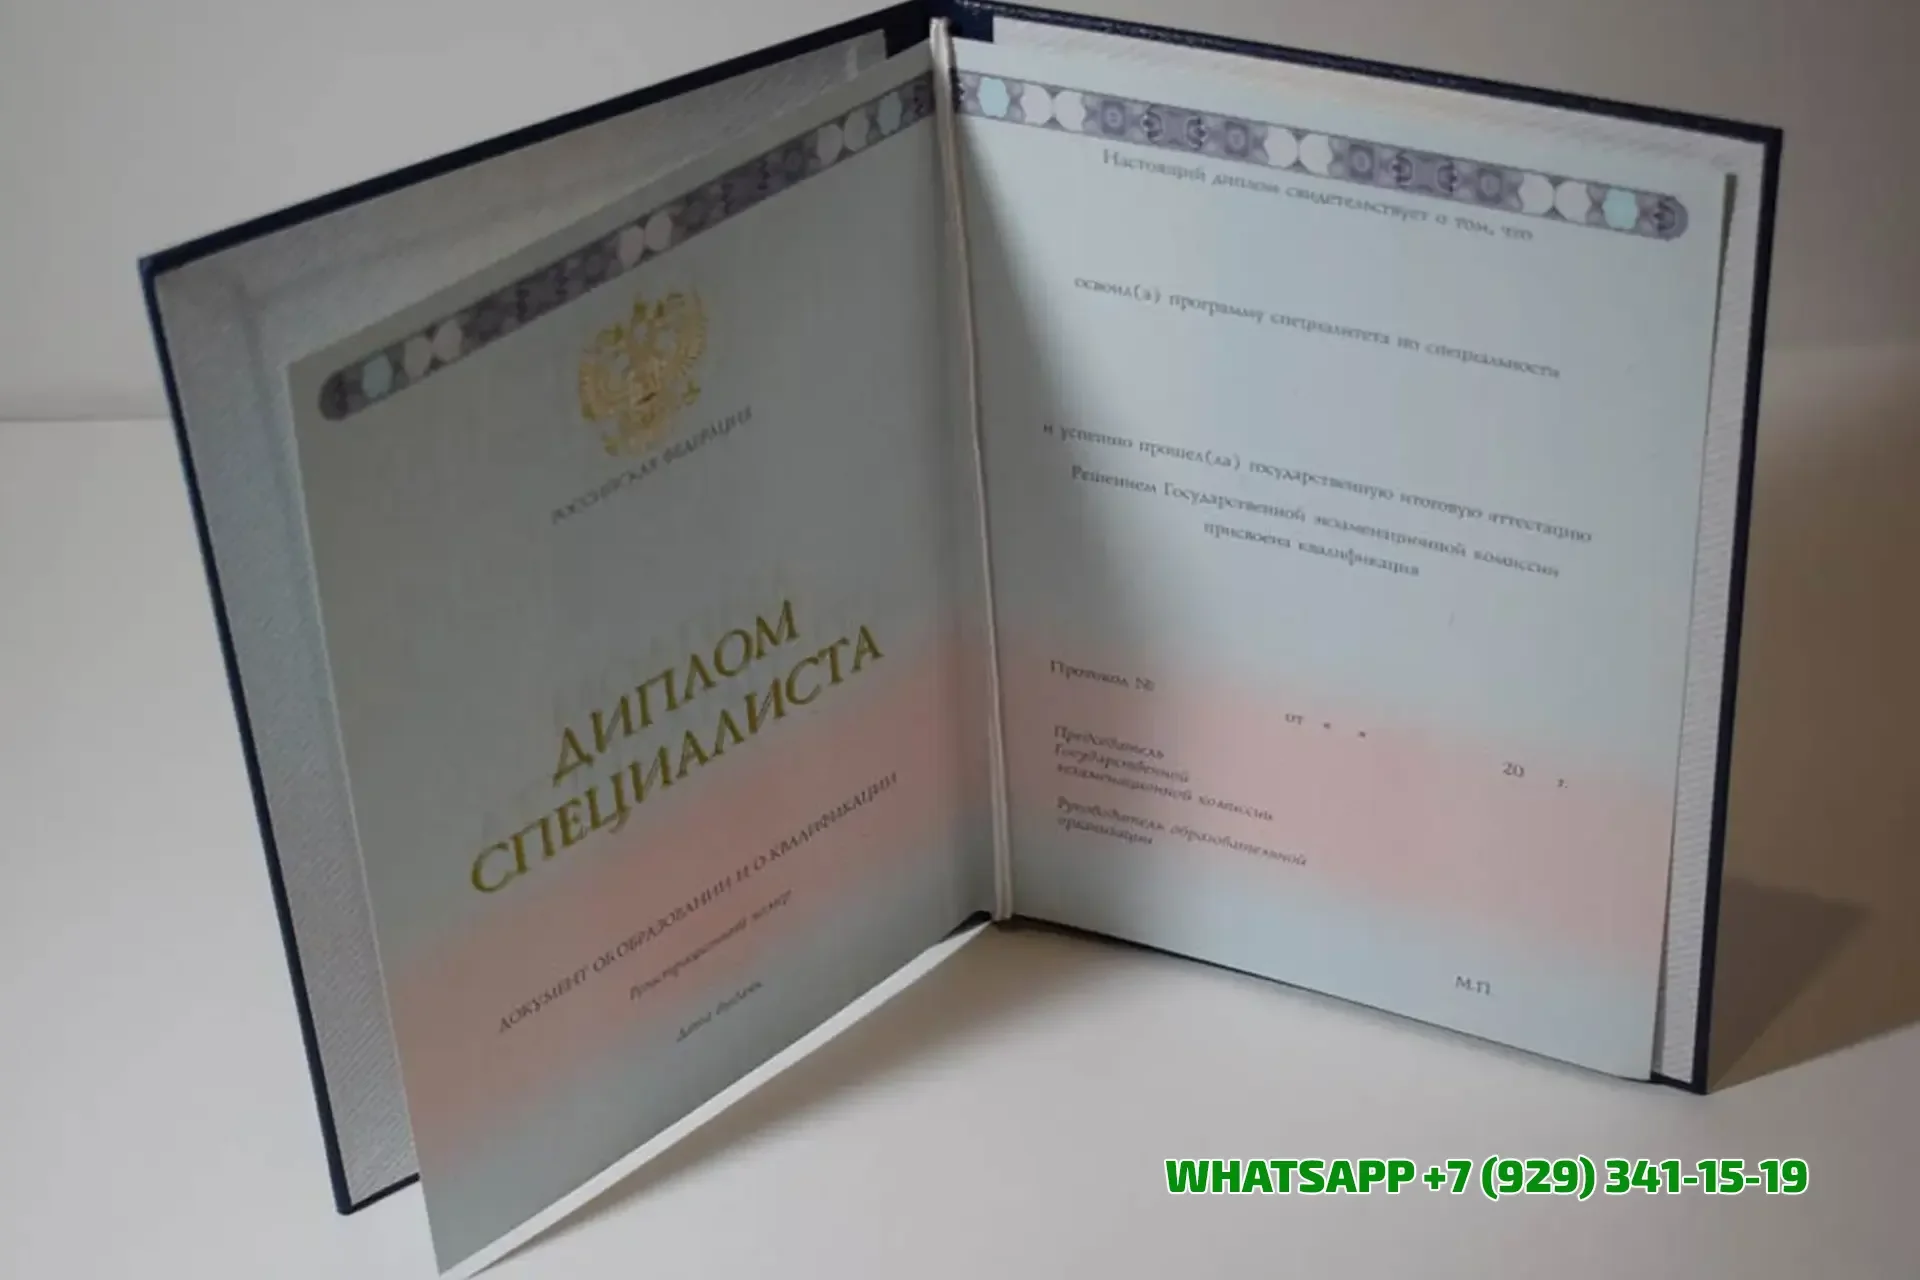 РОССИЙСКАЯ ФЕДЕРАЦИЯ
ДИПЛОМ
СПЕЦИАЛИСТА
ДОКУМЕНТ ОБ ОБРАЗОВАНИИ И О КВАЛИФИКАЦИИ
Регистрационный номер
Дата выдачи
Настоящий диплом свидетельствует о том, что
освоил(а) программу специалитета по специальности
и успешно прошел(ла) государственную итоговую аттестацию
Решением Государственной экзаменационной комиссии
присвоена квалификация
Протокол №
от « » 20 г.
Председатель
Государственной
экзаменационной комиссии
Руководитель образовательной
организации
М.П.
WHATSAPP +7 (929) 341-15-19